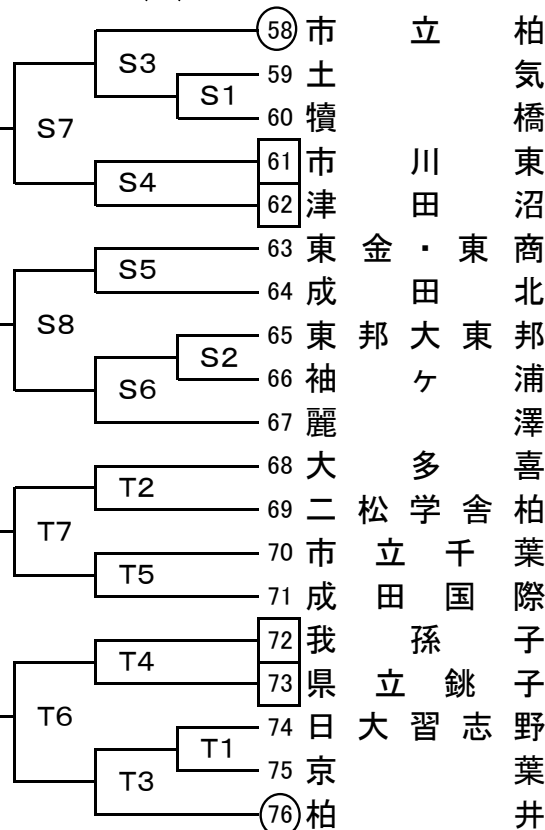 58 市立柏
S3
59 土気
S1
60 犢橋
S7
61 市川東
S4
62 津田沼
63 東金・東商
S5
64 成田北
S8
65 東邦大東邦
S2
66 袖ヶ浦
S6
67 麗澤
68 大多喜
T2
69 二松学舎柏
T7
70 市立千葉
T5
71 成田国際
72 我孫子
T4
73 県立銚子
T6
74 日大習志野
T1
75 京葉
T3
76 柏井